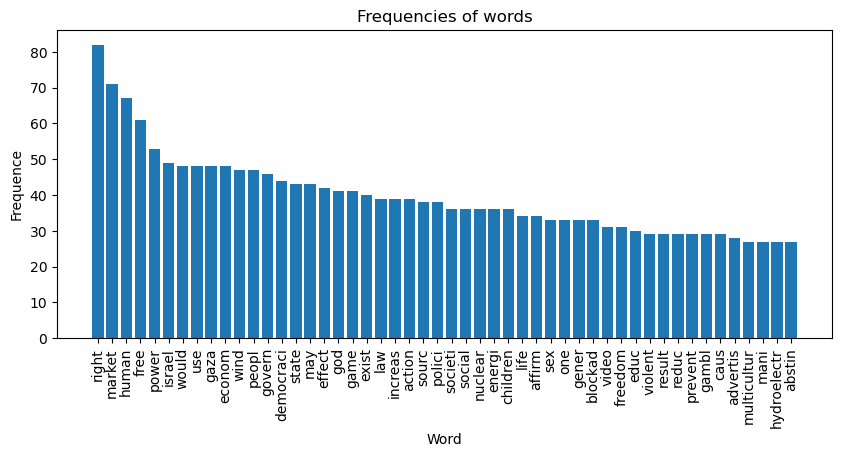 Frequencies of words
Frequence
80
70
60
50
40
30
20
10
0
right
market
human
free
power
israel
would
use
gaza
econom
wind
peopl
govern
democraci
state
may
effect
god
game
exist
law
increas
action
sourc
polici
societi
social
nuclear
energi
children
life
affirm
sex
one
gener
blockad
video
freedom
educ
violent
result
reduc
prevent
gambl
caus
advertis
multicultur
mani
hydroelectr
abstin
Word